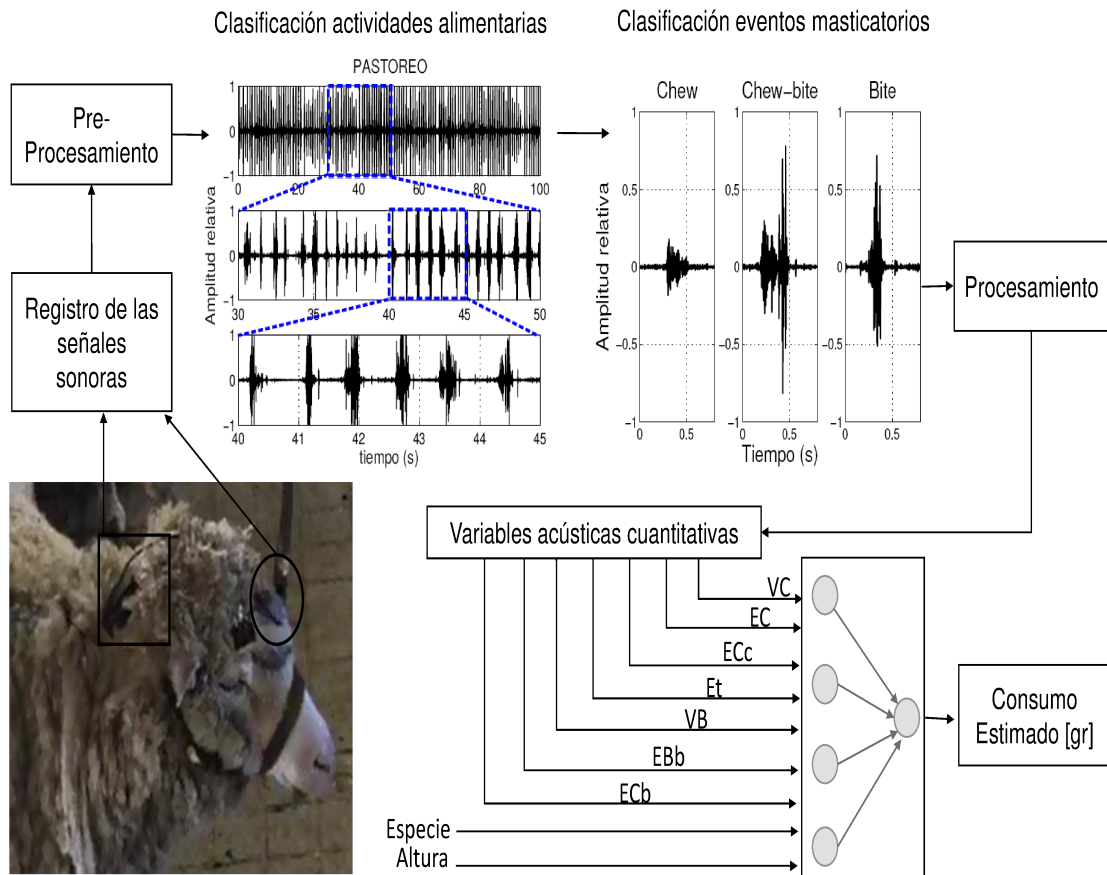 Clasificación actividades alimentarias
Clasificación eventos masticatorios
Pre-
Procesamiento
Registro de las
señales
sonoras
PASTOREO
Amplitud relativa
1
0
−1
0
20
40
60
80
100
1
0
−1
30
35
40
45
50
1
0
−1
40
41
42
43
44
45
tiempo (s)
Chew
Chew−bite
Bite
Amplitud relativa
1
0.5
0
−0.5
−1
0
0.5
1
0.5
0
−0.5
−1
0
0.5
1
0.5
0
−0.5
−1
0
0.5
Tiempo (s)
Procesamiento
Variables acústicas cuantitativas
VC
EC
ECc
Et
VB
EBb
ECb
Especie
Altura
Consumo
Estimado [gr]